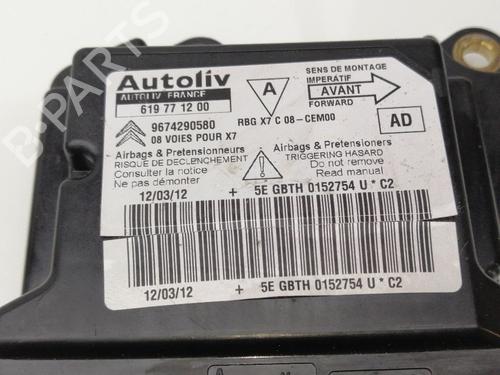 Autoliv
AUTOLIV FRANCE
619 77 12 00
9674290580
08 VOIES POUR X7
A
SENS DE MONTAGE
IMPERATIF
AVANT
FORWARD
RBG X7 C 08-CEM00
AD
Airbags & Pretensionneurs
RISQUE DE DECLENCHEMENT
Consulter la notice
Ne pas démonter
Airbags & Pretensioners
TRIGGERING HAZARD
Do not remove
Read manual
12/03/12 + 5E GBTH 0152754 U * C2
12/03/12 + 5E GBTH 0152754 U * C2
B-PARTS